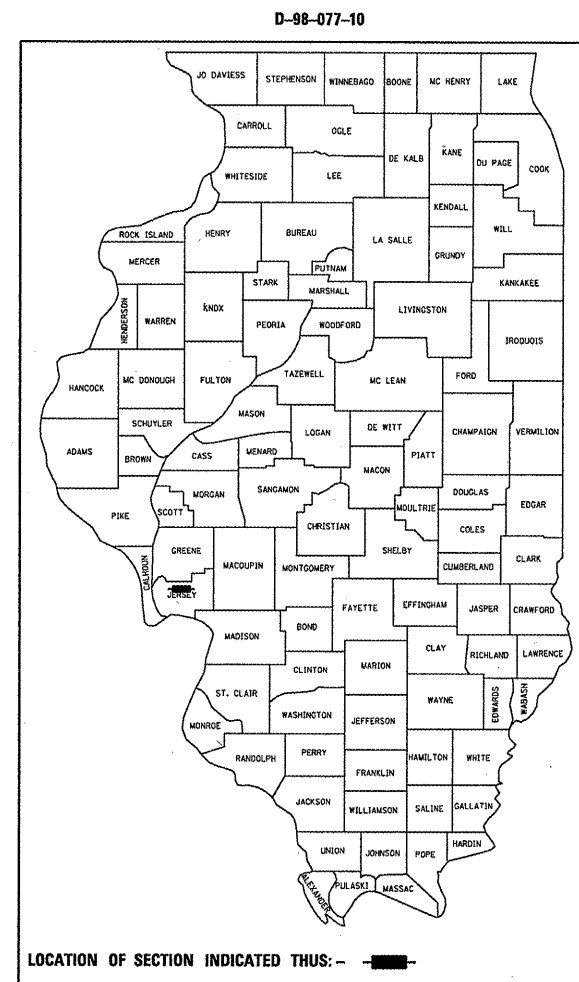 D-98-077-10
JO DAVIESS STEPHENSON WINNEBAGO BOONE MC HENRY LAKE
CARROLL OGLE
DE KALB KANE DU PAGE COOK
WHITESIDE LEE
KENDALL
ROCK ISLAND HENRY BUREAU LA SALLE WILL
MERCER PUTNAM GRUNDY
STARK MARSHALL KANKAKEE
HENDERSON WARREN KNOX PEORIA WOODFORD LIVINGSTON IROQUOIS
HANCOCK MC DONOUGH FULTON TAZEWELL MC LEAN FORD
MASON
SCHUYLER LOGAN DE WITT CHAMPAIGN VERMILION
ADAMS BROWN CASS MENARD MACON PIATT
MORGAN SANGAMON DOUGLAS
PIKE SCOTT CHRISTIAN MOULTRIE COLES EDGAR
GREENE MACOUPIN MONTGOMERY SHELBY CUMBERLAND CLARK
CALHOUN JERSEY FAYETTE EFFINGHAM JASPER CRAWFORD
MADISON BOND
CLINTON MARION CLAY RICHLAND LAWRENCE
ST. CLAIR WAYNE EDWARDS WABASH
MONROE WASHINGTON JEFFERSON
RANDOLPH PERRY HAMILTON WHITE
FRANKLIN
JACKSON WILLIAMSON SALINE GALLATIN
UNION JOHNSON POPE HARDIN
ALEXANDER PULASKI MASSAC
LOCATION OF SECTION INDICATED THUS: -